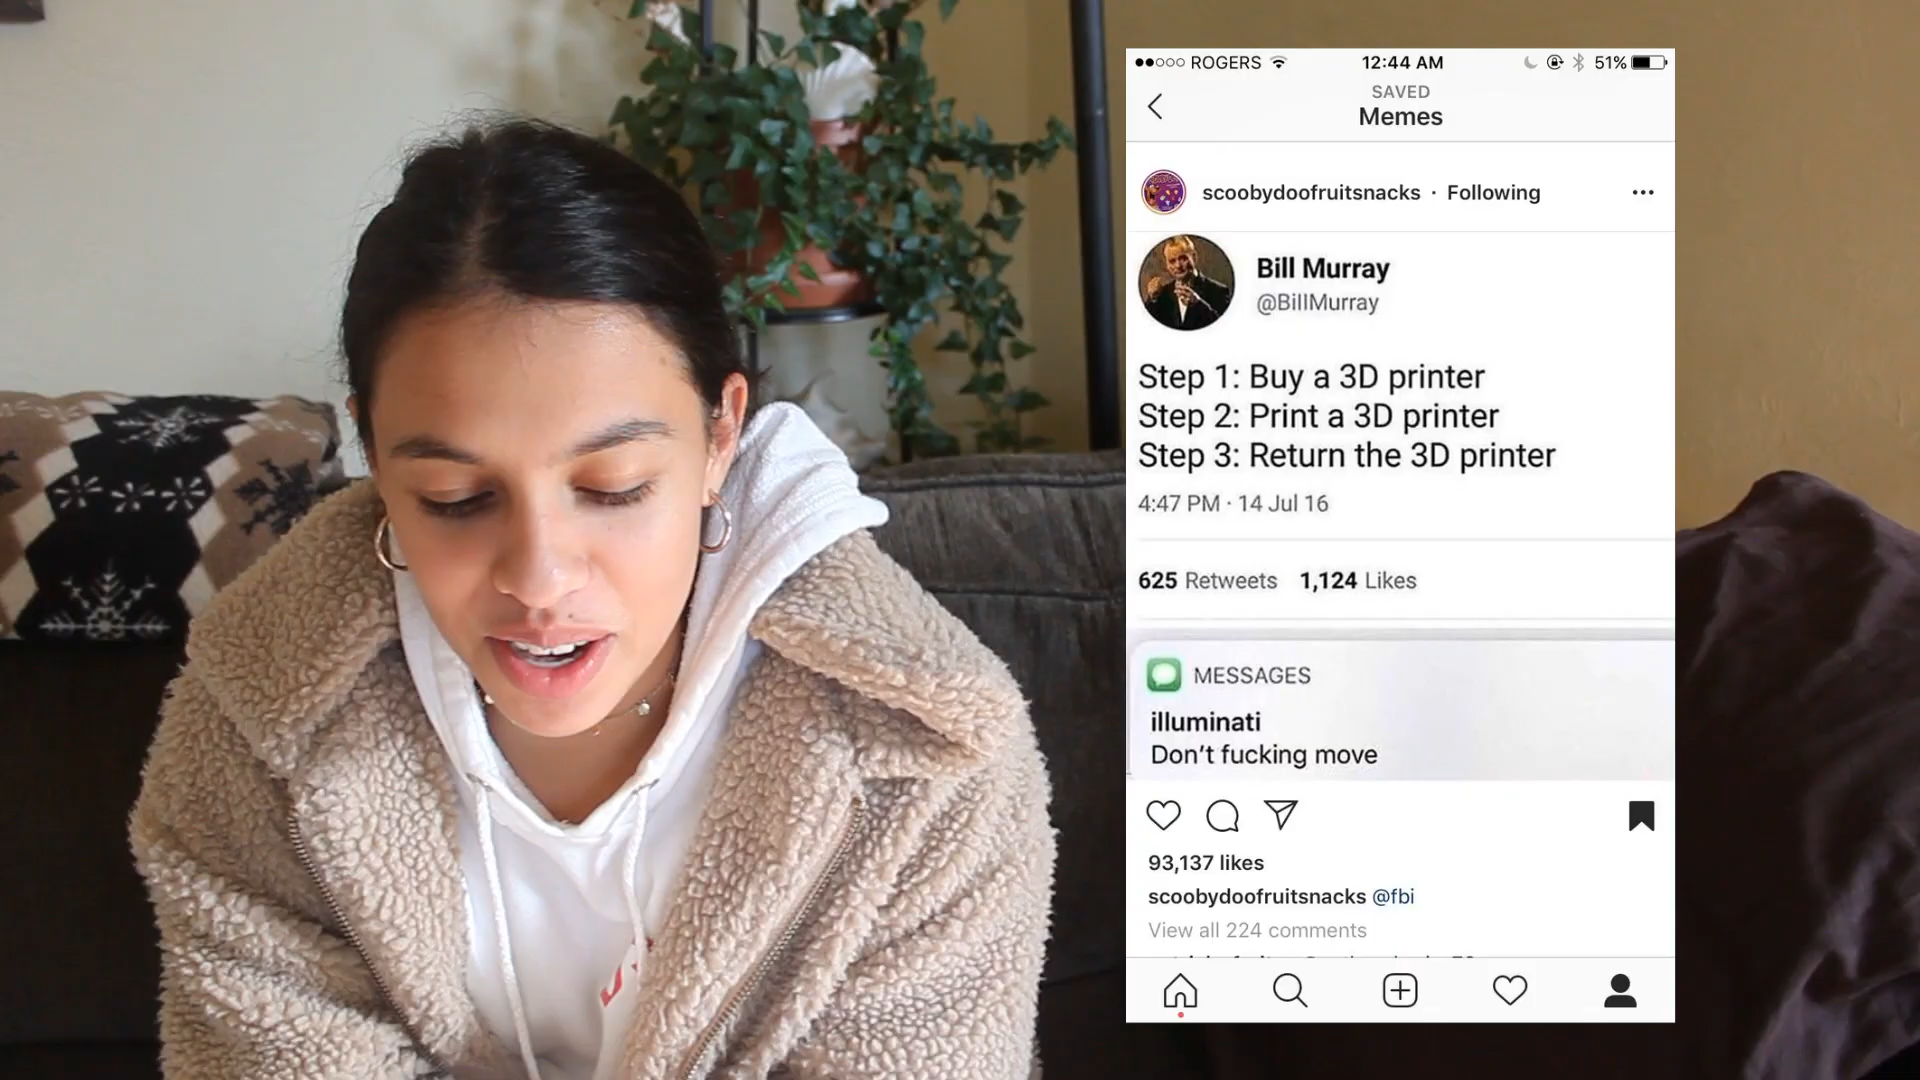 ROGERS 12:44 AM 51%
SAVED
Memes
scoobydoofruitsnacks · Following
Bill Murray
@BillMurray
Step 1: Buy a 3D printer
Step 2: Print a 3D printer
Step 3: Return the 3D printer
4:47 PM · 14 Jul 16
625 Retweets 1,124 Likes
MESSAGES
illuminati
Don't fucking move
93,137 likes
scoobydoofruitsnacks @fbi
View all 224 comments